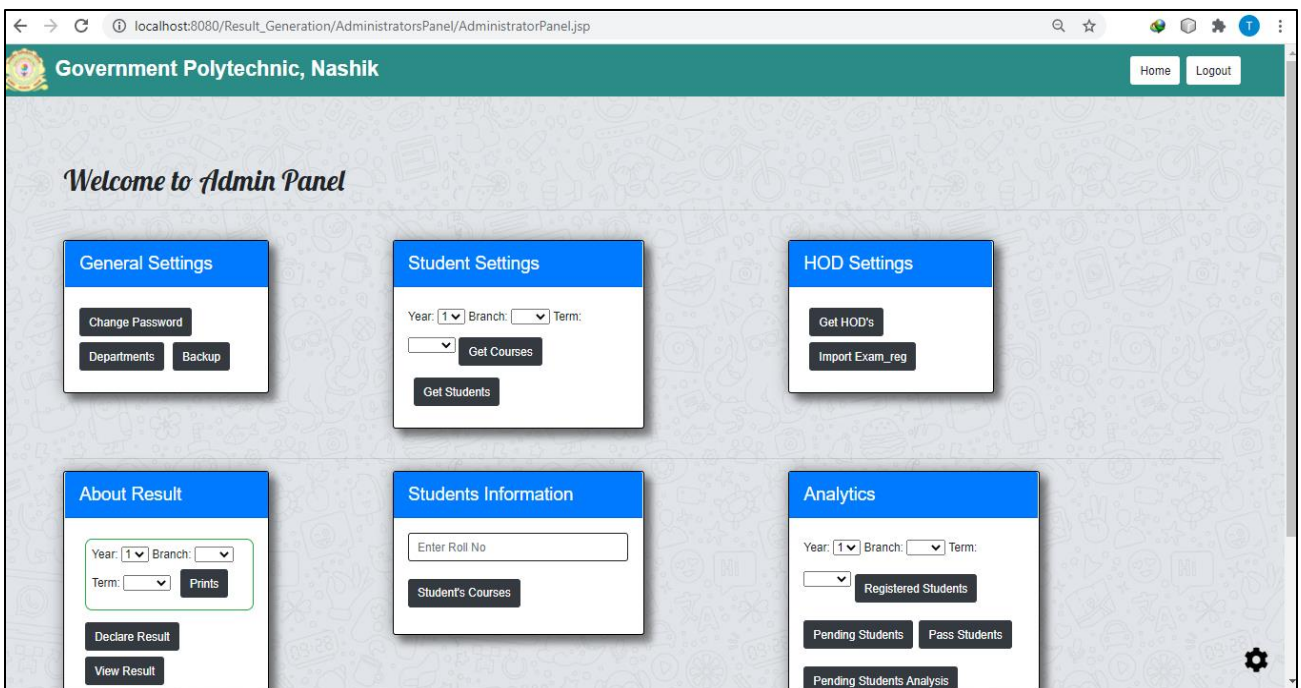 localhost:8080/Result_Generation/AdministratorsPanel/AdministratorPanel.jsp
T
Government Polytechnic, Nashik
Home Logout
Welcome to Admin Panel
General Settings
Change Password
Departments Backup
Student Settings
Year: 1 Branch: Term:
Get Courses
Get Students
HOD Settings
Get HOD's
Import Exam_reg
About Result
Year: 1 Branch:
Term: Prints
Declare Result
View Result
Students Information
Enter Roll No
Student's Courses
Analytics
Year: 1 Branch: Term:
Registered Students
Pending Students Pass Students
Pending Students Analysis